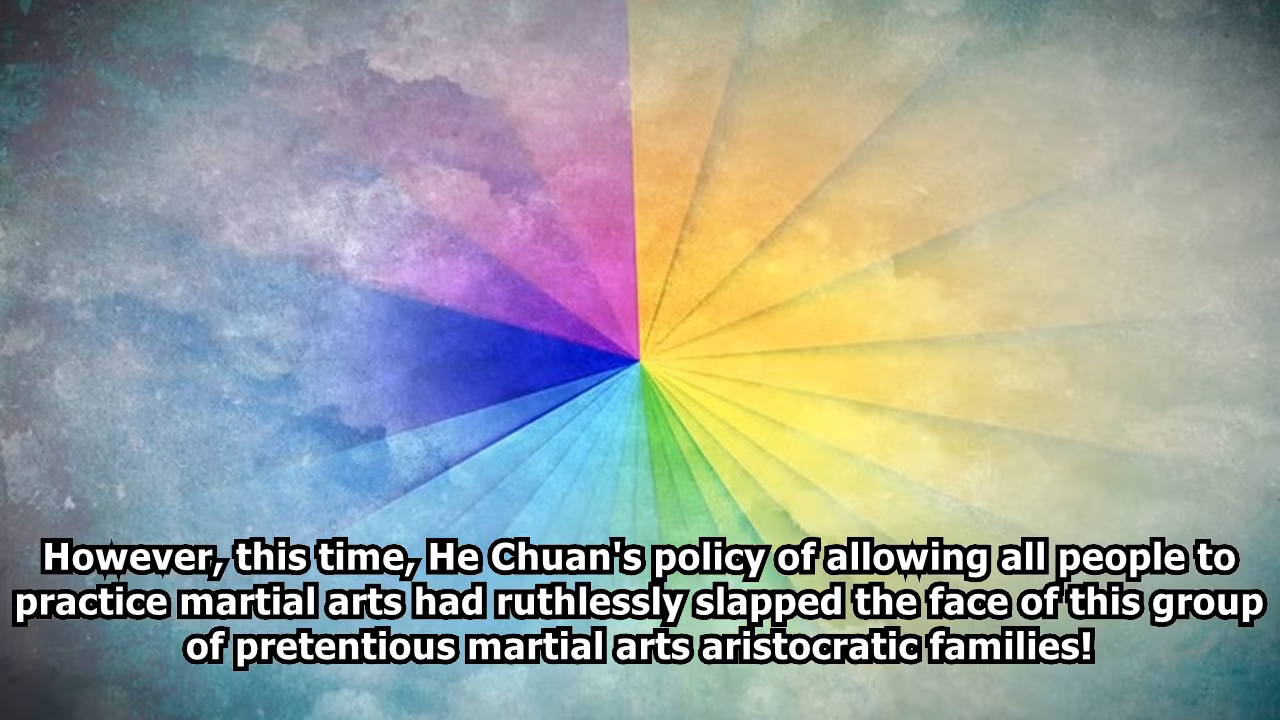 However, this time, He Chuan's policy of allowing all people to
practice martial arts had ruthlessly slapped the face of this group
of pretentious martial arts aristocratic families!